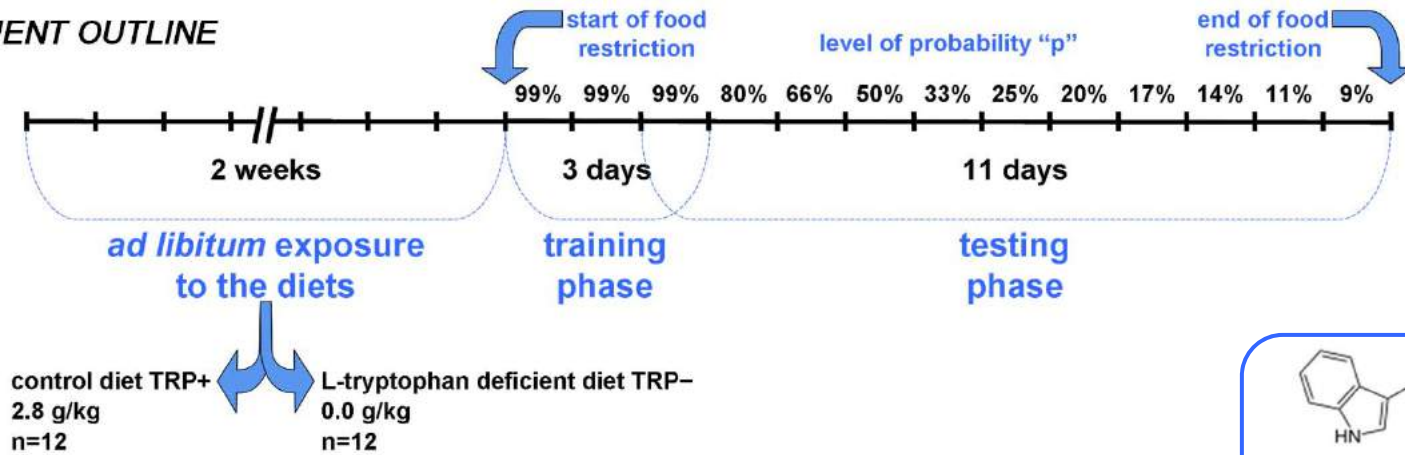 UENT OUTLINE
start of food
restriction
level of probability “p”
end of food
restriction
99% 99% 99% 80% 66% 50% 33% 25% 20% 17% 14% 11% 9%
2 weeks
3 days
11 days
ad libitum exposure
to the diets
training
phase
testing
phase
control diet TRP+
2.8 g/kg
n=12
L-tryptophan deficient diet TRP−
0.0 g/kg
n=12
HN